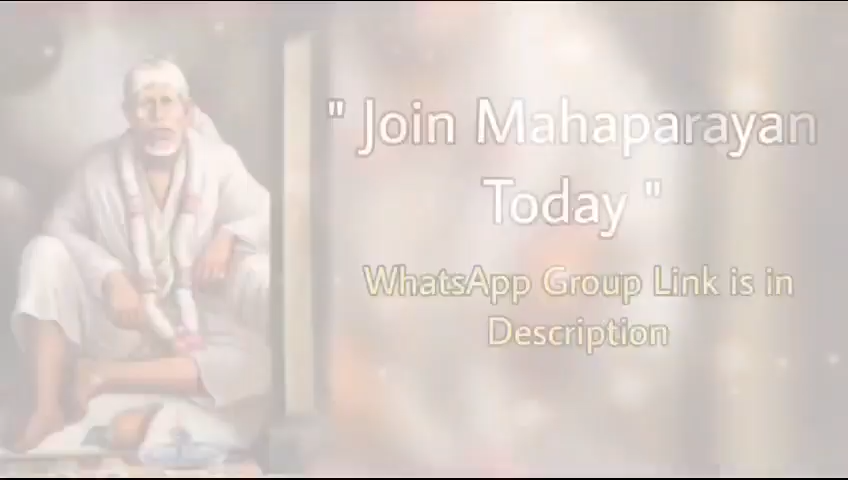 " Join Mahaparayan
Today "
WhatsApp Group Link is in
Description